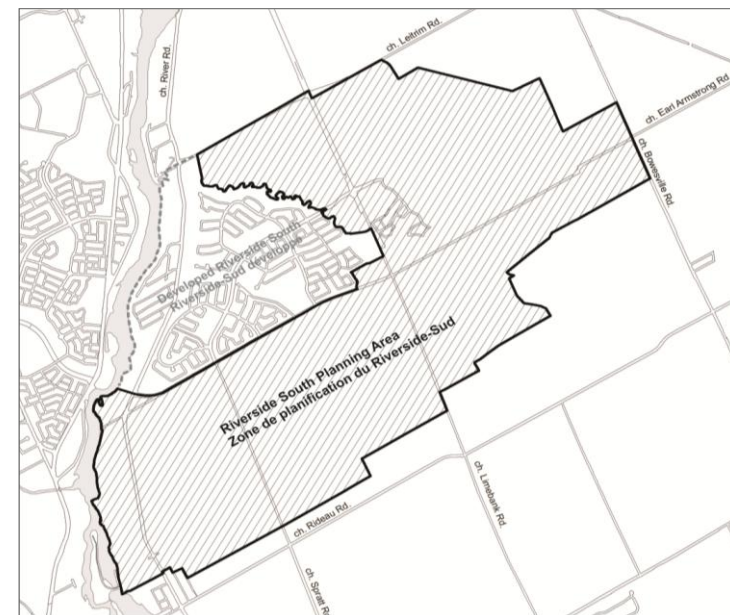 ch. Leitrim Rd.
ch. River Rd.
ch. Earl Armstrong Rd.
ch. Bowesville Rd
Developed Riverside South
Riverside-Sud développé
Riverside South Planning Area
Zone de planification du Riverside-Sud
ch. Limebank Rd.
ch. Rideau Rd.
ch. Spratt R